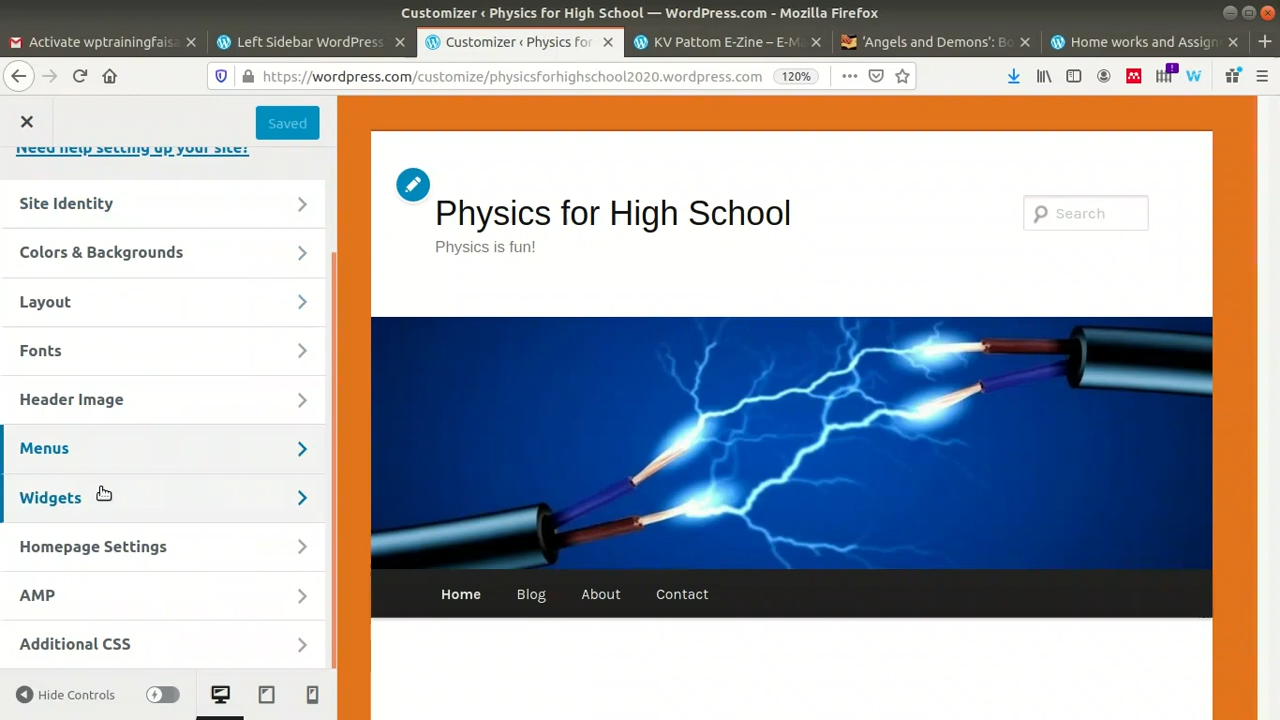 Customizer ‹ Physics for High School — WordPress.com - Mozilla Firefox
Activate wptrainingfaisa
Left Sidebar WordPress
Customizer ‹ Physics for
KV Pattom E-Zine – E-Ma
'Angels and Demons': Bo
Home works and Assign
https://wordpress.com/customize/physicsforhighschool2020.wordpress.com
120%
Saved
Need help setting up your site?
Site Identity
Colors & Backgrounds
Layout
Fonts
Header Image
Menus
Widgets
Homepage Settings
AMP
Additional CSS
Hide Controls
Physics for High School
Physics is fun!
Search
Home Blog About Contact